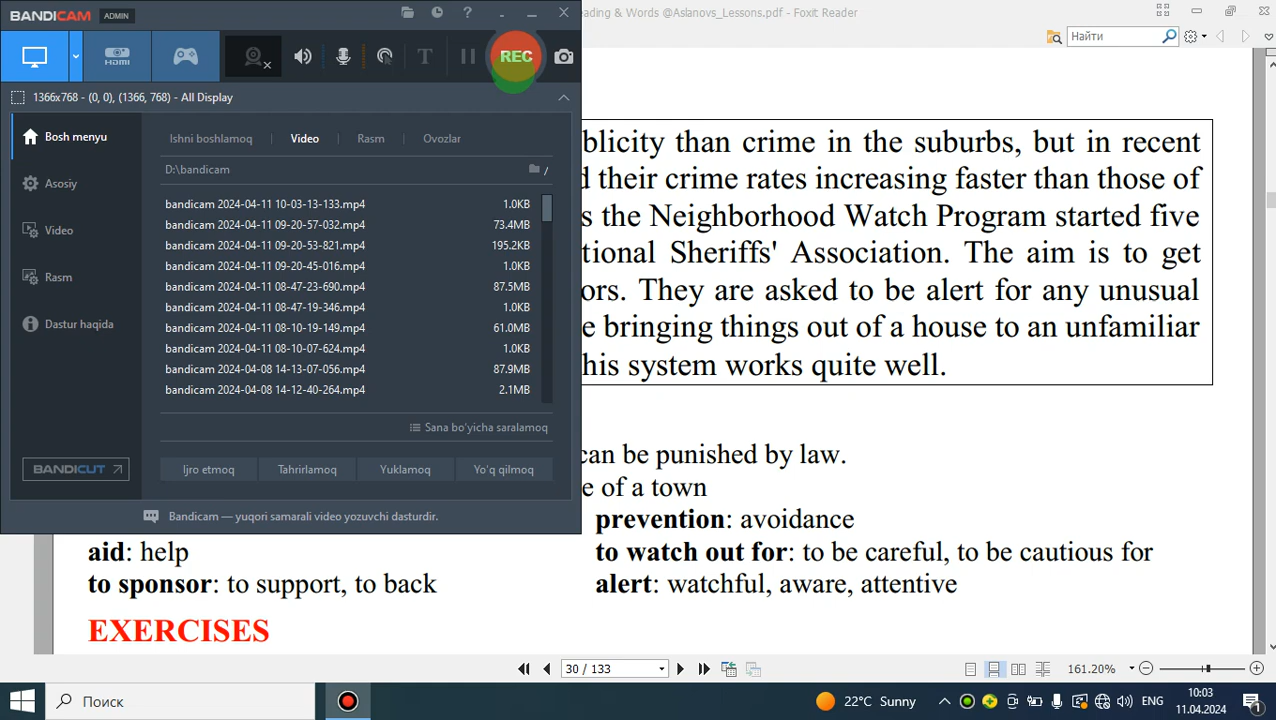 BANDICAM ADMIN
eading & Words @Aslanovs_Lessons.pdf - Foxit Reader
HDMI
T
REC
Найти
1366x768 - (0, 0), (1366, 768) - All Display
Bosh menyu
Asosiy
Video
Rasm
Dastur haqida
BANDICUT
Ishni boshlamoq
Video
Rasm
Ovozlar
D:\bandicam
/
bandicam 2024-04-11 10-03-13-133.mp4 1.0KB
bandicam 2024-04-11 09-20-57-032.mp4 73.4MB
bandicam 2024-04-11 09-20-53-821.mp4 195.2KB
bandicam 2024-04-11 09-20-45-016.mp4 1.0KB
bandicam 2024-04-11 08-47-23-690.mp4 87.5MB
bandicam 2024-04-11 08-47-19-346.mp4 1.0KB
bandicam 2024-04-11 08-10-19-149.mp4 61.0MB
bandicam 2024-04-11 08-10-07-624.mp4 1.0KB
bandicam 2024-04-08 14-13-07-056.mp4 87.9MB
bandicam 2024-04-08 14-12-40-264.mp4 2.1MB
Sana bo'yicha saralamoq
Ijro etmoq Tahrirlamoq Yuklamoq Yo'q qilmoq
Bandicam — yuqori samarali video yozuvchi dasturdir.
blicity than crime in the suburbs, but in recent
d their crime rates increasing faster than those of
s the Neighborhood Watch Program started five
tional Sheriffs' Association. The aim is to get
ors. They are asked to be alert for any unusual
e bringing things out of a house to an unfamiliar
his system works quite well.
can be punished by law.
e of a town
prevention: avoidance
aid: help
to watch out for: to be careful, to be cautious for
to sponsor: to support, to back
alert: watchful, aware, attentive
EXERCISES
30 / 133
161.20%
Поиск
22°C Sunny
ENG
10:03
11.04.2024
1